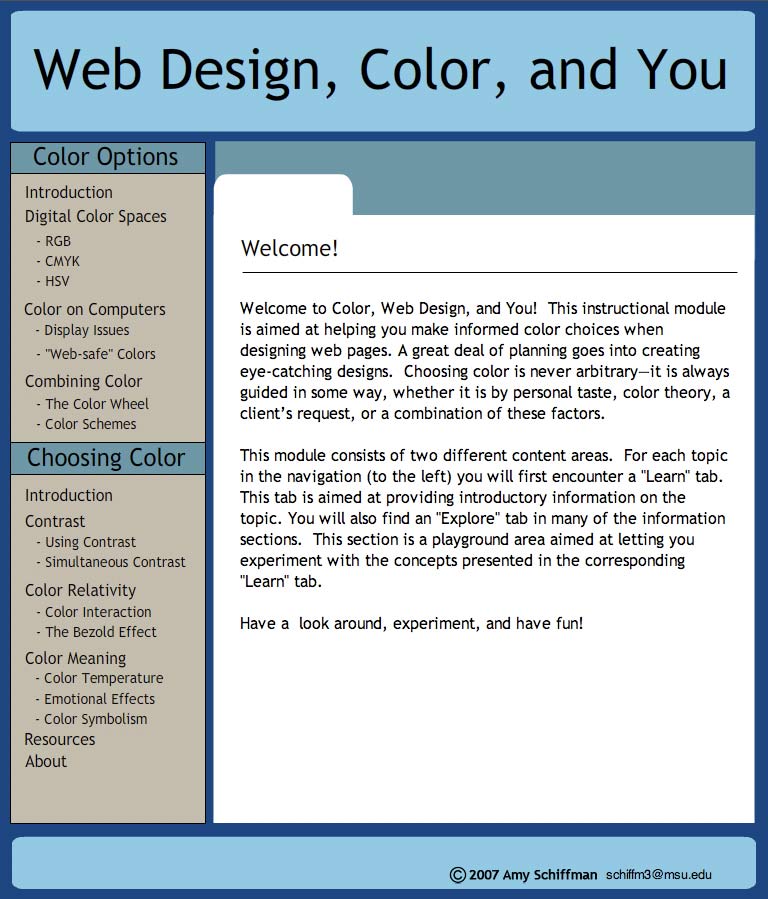 Web Design, Color, and You
Color Options
Introduction
Digital Color Spaces
- RGB
- CMYK
- HSV
Color on Computers
- Display Issues
- "Web-safe" Colors
Combining Color
- The Color Wheel
- Color Schemes
Choosing Color
Introduction
Contrast
- Using Contrast
- Simultaneous Contrast
Color Relativity
- Color Interaction
- The Bezold Effect
Color Meaning
- Color Temperature
- Emotional Effects
- Color Symbolism
Resources
About
Welcome!
Welcome to Color, Web Design, and You!  This instructional module
is aimed at helping you make informed color choices when
designing web pages. A great deal of planning goes into creating
eye-catching designs.  Choosing color is never arbitrary—it is always
guided in some way, whether it is by personal taste, color theory, a
client’s request, or a combination of these factors.
This module consists of two different content areas.  For each topic
in the navigation (to the left) you will first encounter a "Learn" tab.
This tab is aimed at providing introductory information on the
topic. You will also find an "Explore" tab in many of the information
sections.  This section is a playground area aimed at letting you
experiment with the concepts presented in the corresponding
"Learn" tab.
Have a  look around, experiment, and have fun!
© 2007 Amy Schiffman  schiffm3@msu.edu